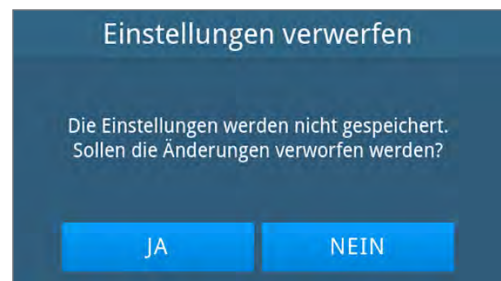 Einstellungen verwerfen
Die Einstellungen werden nicht gespeichert.
Sollen die Änderungen verworfen werden?
JA
NEIN